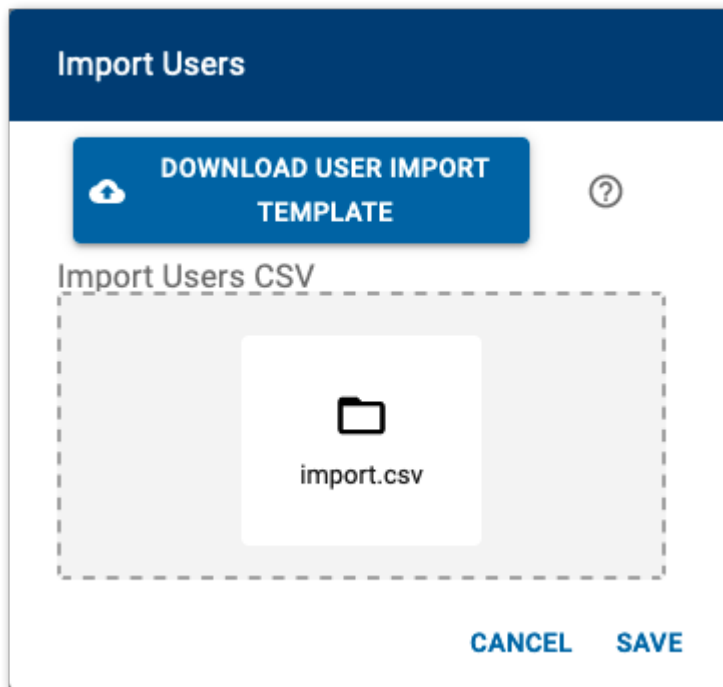 Import Users
DOWNLOAD USER IMPORT
TEMPLATE
Import Users CSV
import.csv
CANCEL SAVE